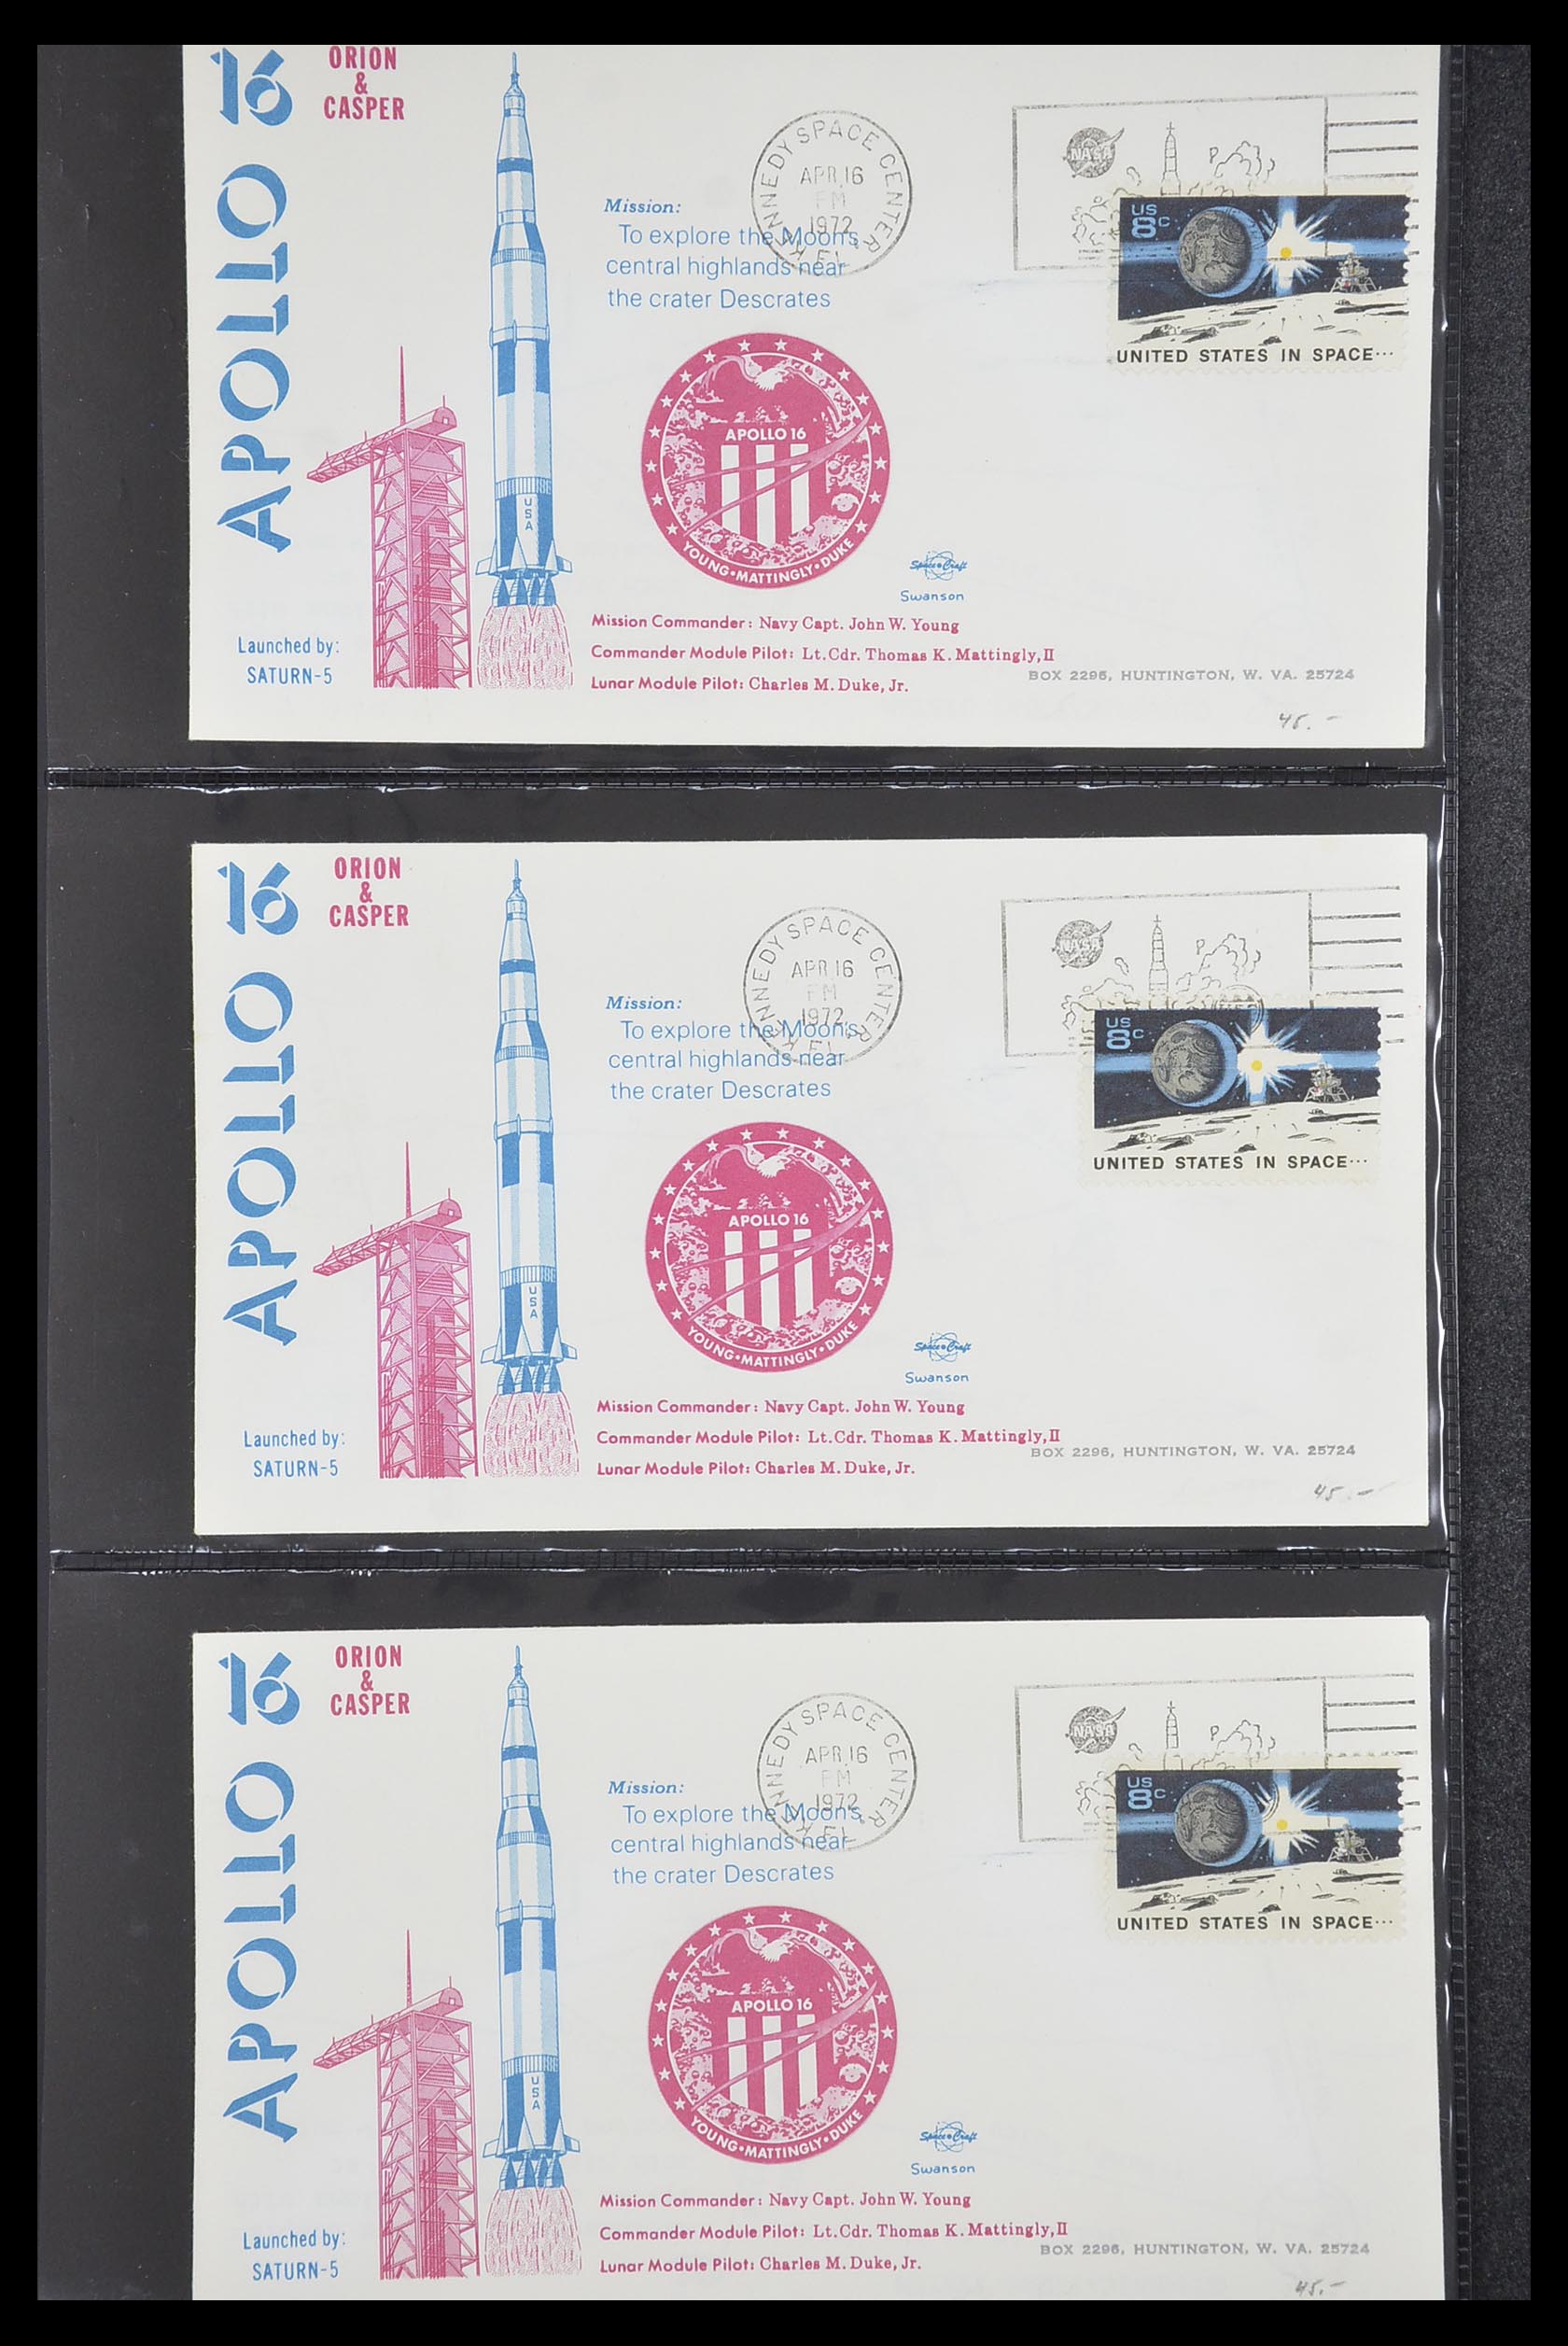 16
ORION
&
CASPER
APOLLO
KENNEDY SPACE CENTER
APR 16
PM
1972
NASA
Mission:
To explore the Moon's
central highlands near
the crater Descrates
US
8c
UNITED STATES IN SPACE...
APOLLO 16
YOUNG•MATTINGLY•DUKE
USA
Space Craft
Swanson
Mission Commander: Navy Capt. John W. Young
Commander Module Pilot: Lt.Cdr. Thomas K. Mattingly,II
Lunar Module Pilot: Charles M. Duke, Jr.
Launched by:
SATURN-5
BOX 2296, HUNTINGTON, W. VA. 25724
45.-
16
ORION
&
CASPER
APOLLO
KENNEDY SPACE CENTER
APR 16
PM
1972
NASA
Mission:
To explore the Moon's
central highlands near
the crater Descrates
US
8c
UNITED STATES IN SPACE...
APOLLO 16
YOUNG•MATTINGLY•DUKE
USA
Space Craft
Swanson
Mission Commander: Navy Capt. John W. Young
Commander Module Pilot: Lt.Cdr. Thomas K. Mattingly,II
Lunar Module Pilot: Charles M. Duke, Jr.
Launched by:
SATURN-5
BOX 2296, HUNTINGTON, W. VA. 25724
45.-
16
ORION
&
CASPER
APOLLO
KENNEDY SPACE CENTER
APR 16
PM
1972
NASA
Mission:
To explore the Moon's
central highlands near
the crater Descrates
US
8c
UNITED STATES IN SPACE...
APOLLO 16
YOUNG•MATTINGLY•DUKE
USA
Space Craft
Swanson
Mission Commander: Navy Capt. John W. Young
Commander Module Pilot: Lt.Cdr. Thomas K. Mattingly,II
Lunar Module Pilot: Charles M. Duke, Jr.
Launched by:
SATURN-5
BOX 2296, HUNTINGTON, W. VA. 25724
45.-